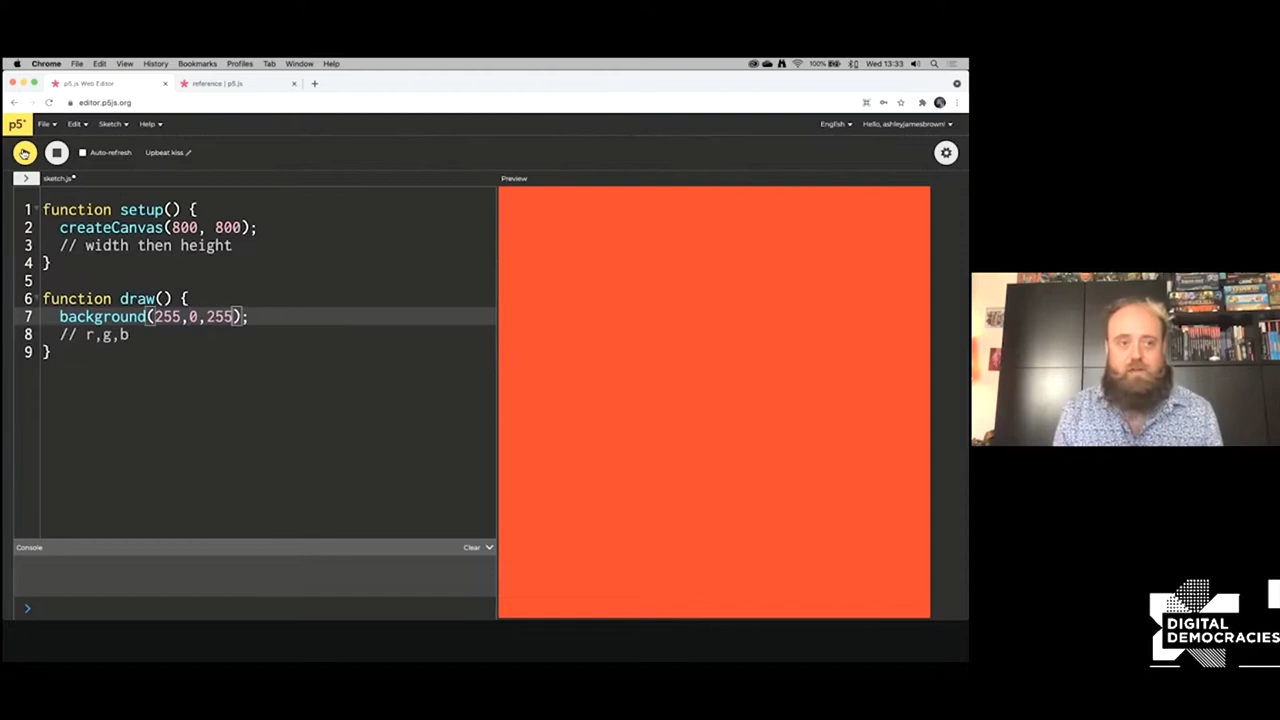 Chrome File Edit View History Bookmarks Profiles Tab Window Help 100% Wed 13:33
p5.js Web Editor reference | p5.js
editor.p5js.org
p5* File Edit Sketch Help English Hello, ashleyjamesbrown!
Auto-refresh Upbeat kiss
sketch.js Preview
1 function setup() {
2 createCanvas(800, 800);
3 // width then height
4 }
5
6 function draw() {
7 background(255,0,255);
8 // r,g,b
9 }
Console Clear
>
DIGITAL
DEMOCRACIES